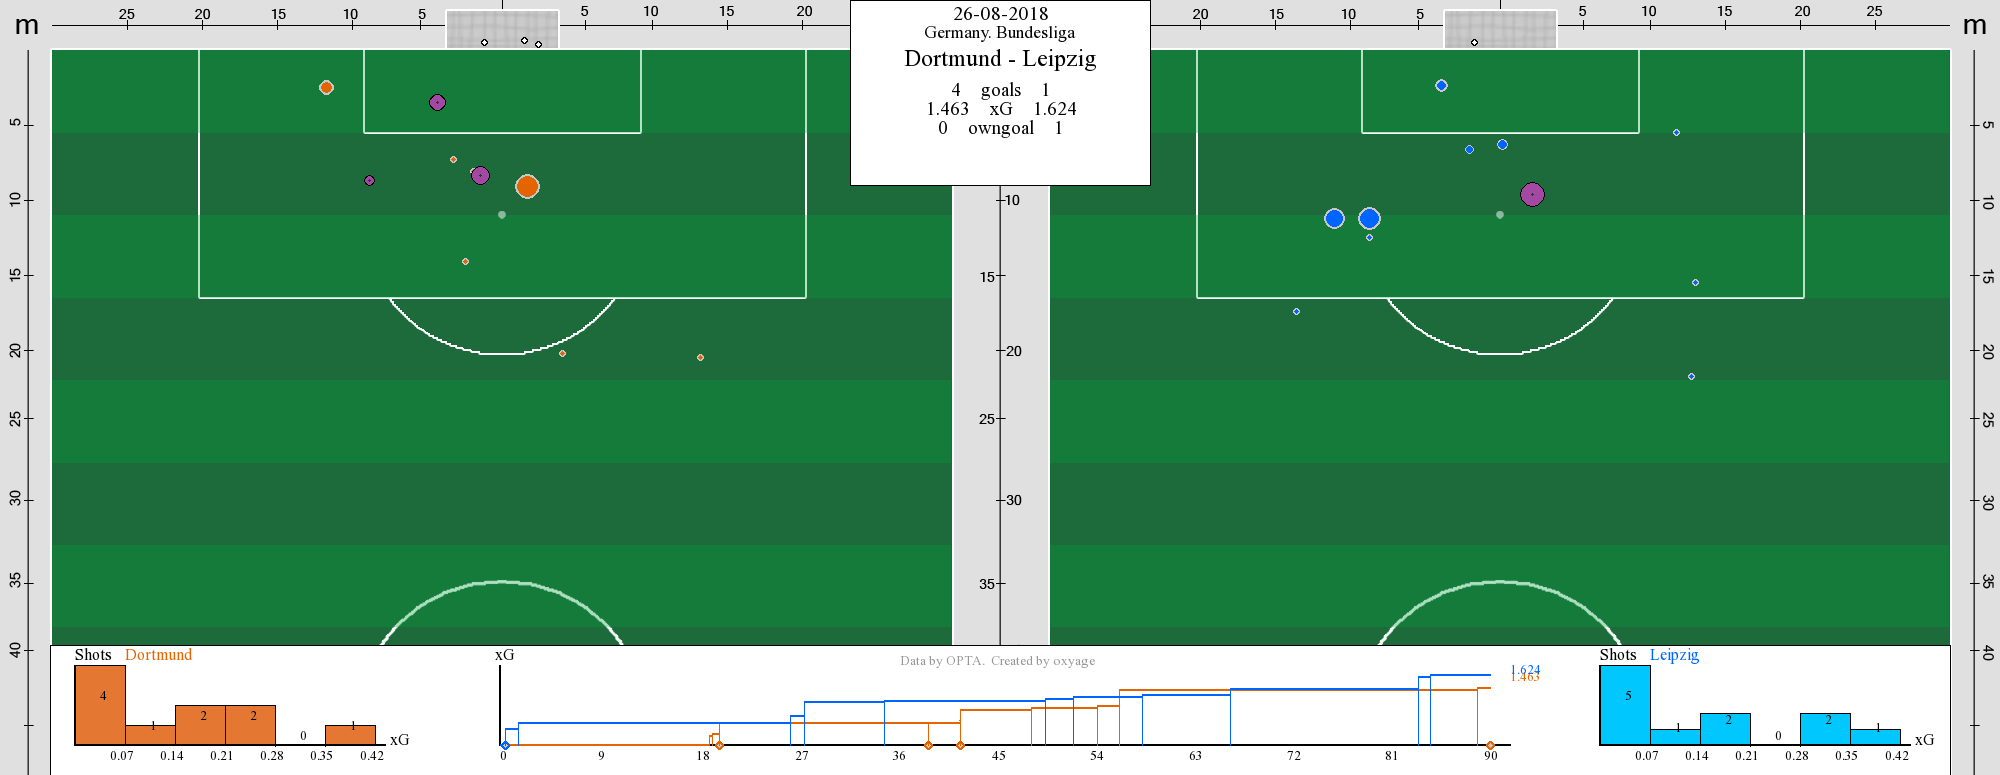 m
25 20 15 10 5 5 10 15 20
26-08-2018
Germany. Bundesliga
Dortmund - Leipzig
4 goals 1
1.463 xG 1.624
0 owngoal 1
20 15 10 5 5 10 15 20 25
m
5 10 15 20 25 30 35 40
10 15 20 25 30 35
5 10 15 20 25 30 35 40
Shots Dortmund
4 1 2 2 0 1
xG
0.07 0.14 0.21 0.28 0.35 0.42
xG
Data by OPTA. Created by oxyage
1.624
1.463
0 9 18 27 36 45 54 63 72 81 90
Shots Leipzig
5 1 2 0 2 1
xG
0.07 0.14 0.21 0.28 0.35 0.42